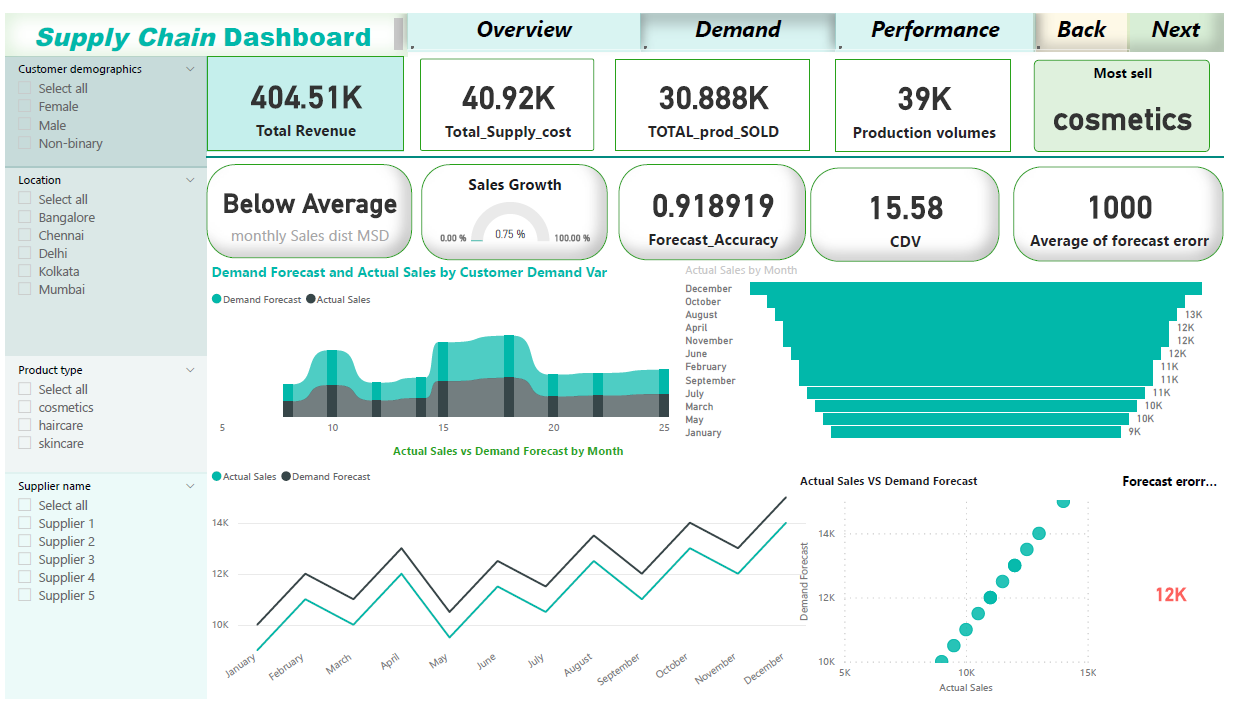 Supply Chain Dashboard
Overview
Demand
Performance
Back
Next
Customer demographics
Select all
Female
Male
Non-binary
Location
Select all
Bangalore
Chennai
Delhi
Kolkata
Mumbai
Product type
Select all
cosmetics
haircare
skincare
Supplier name
Select all
Supplier 1
Supplier 2
Supplier 3
Supplier 4
Supplier 5
404.51K
Total Revenue
40.92K
Total_Supply_cost
30.888K
TOTAL_prod_SOLD
39K
Production volumes
Most sell
cosmetics
Below Average
monthly Sales dist MSD
Sales Growth
0.00 %
0.75 %
100.00 %
0.918919
Forecast_Accuracy
15.58
CDV
1000
Average of forecast erorr
Demand Forecast and Actual Sales by Customer Demand Var
Demand Forecast Actual Sales
5 10 15 20 25
Actual Sales by Month
December
October
August 13K
April 12K
November 12K
June 12K
February 11K
September 11K
July 11K
March 10K
May 10K
January 9K
Actual Sales vs Demand Forecast by Month
Actual Sales Demand Forecast
14K
12K
10K
January February March April May June July August September October November December
Actual Sales VS Demand Forecast
Demand Forecast
14K
12K
10K
5K 10K 15K
Actual Sales
Forecast erorr...
12K